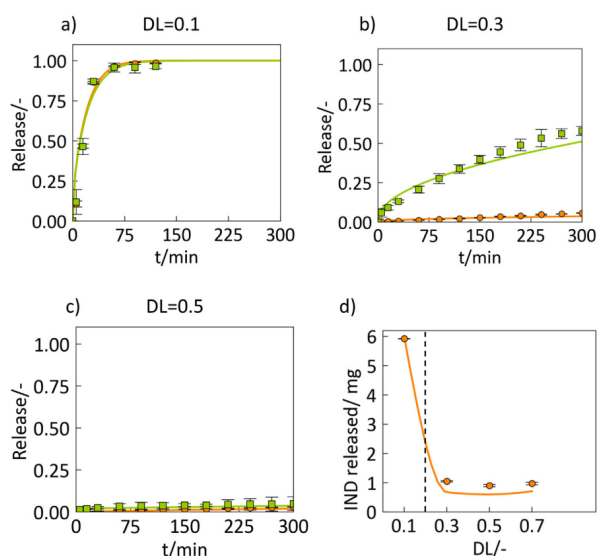 a) DL=0.1
1.00
0.75
0.50
0.25
0.00
Release/-
0 75 150 225 300
t/min
b) DL=0.3
1.00
0.75
0.50
0.25
0.00
Release/-
0 75 150 225 300
t/min
c) DL=0.5
1.00
0.75
0.50
0.25
0.00
Release/-
0 75 150 225 300
t/min
d)
6
5
4
3
2
1
0
IND released/ mg
0.1 0.3 0.5 0.7
DL/-